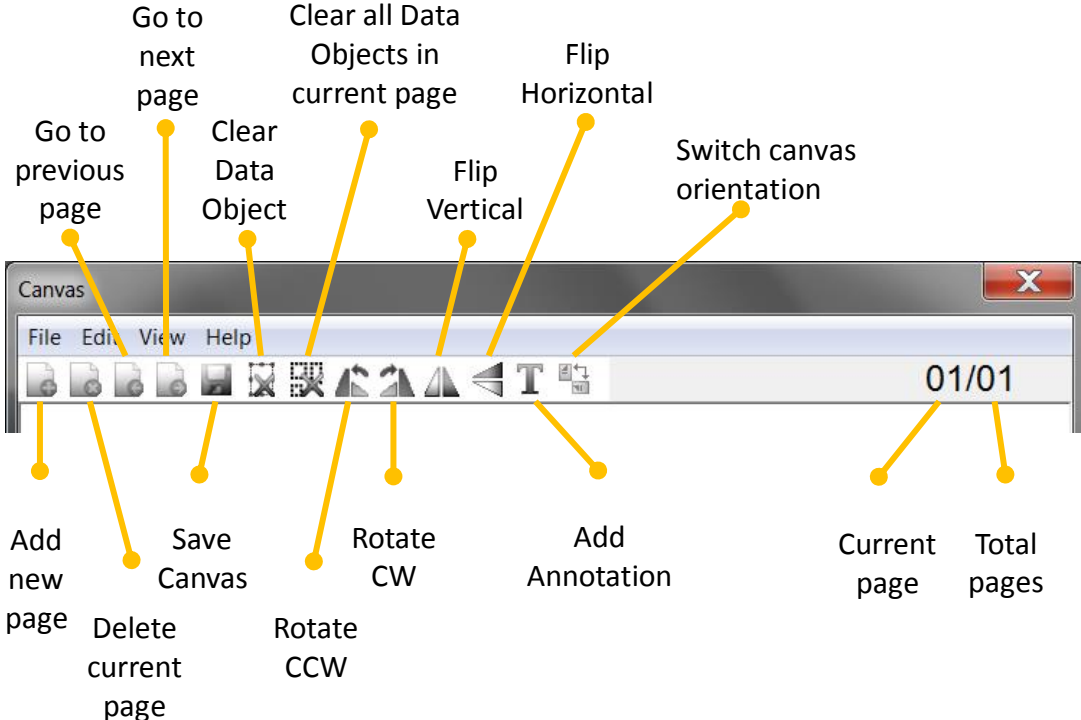 Go to
next
page
Clear all Data
Objects in
current page
Flip
Horizontal
Go to
previous
page
Clear
Data
Object
Flip
Vertical
Switch canvas
orientation
Canvas
File Edit View Help
T
01/01
Add
new
page
Delete
current
page
Save
Canvas
Rotate
CCW
Rotate
CW
Add
Annotation
Current
page
Total
pages